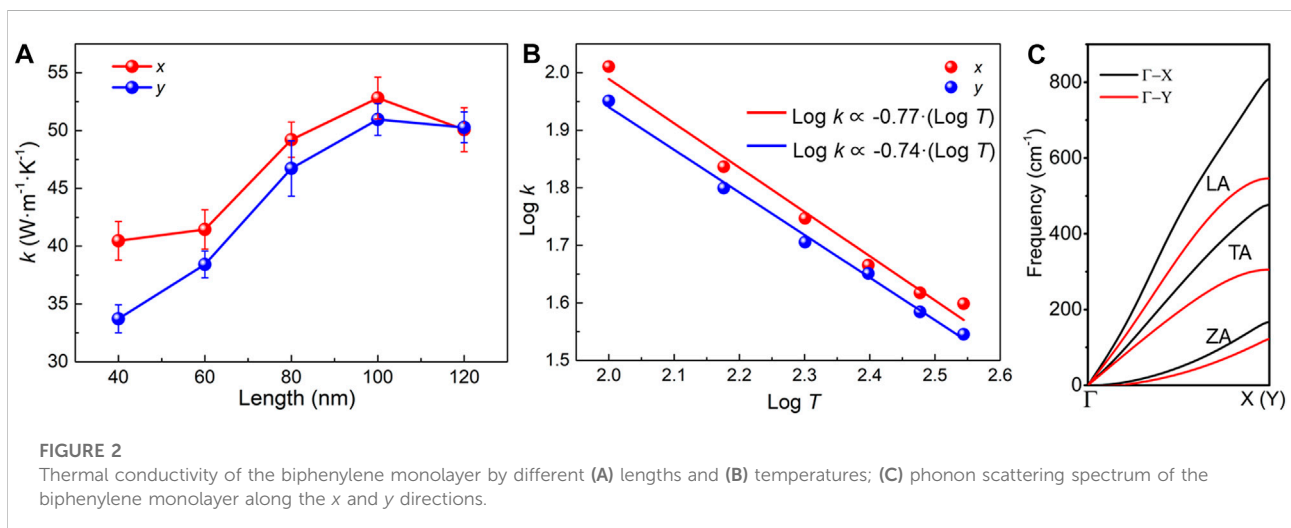 A
x
y
k (W·m⁻¹·K⁻¹)
55
50
45
40
35
30
40
60
80
100
120
Length (nm)
B
x
y
Log k ∝ -0.77·(Log T)
Log k ∝ -0.74·(Log T)
Log k
2.0
1.9
1.8
1.7
1.6
1.5
2.0
2.1
2.2
2.3
2.4
2.5
2.6
Log T
C
Γ–X
Γ–Y
Frequency (cm⁻¹)
800
600
400
200
0
LA
TA
ZA
Γ
X (Y)
FIGURE 2
Thermal conductivity of the biphenylene monolayer by different (A) lengths and (B) temperatures; (C) phonon scattering spectrum of the
biphenylene monolayer along the x and y directions.